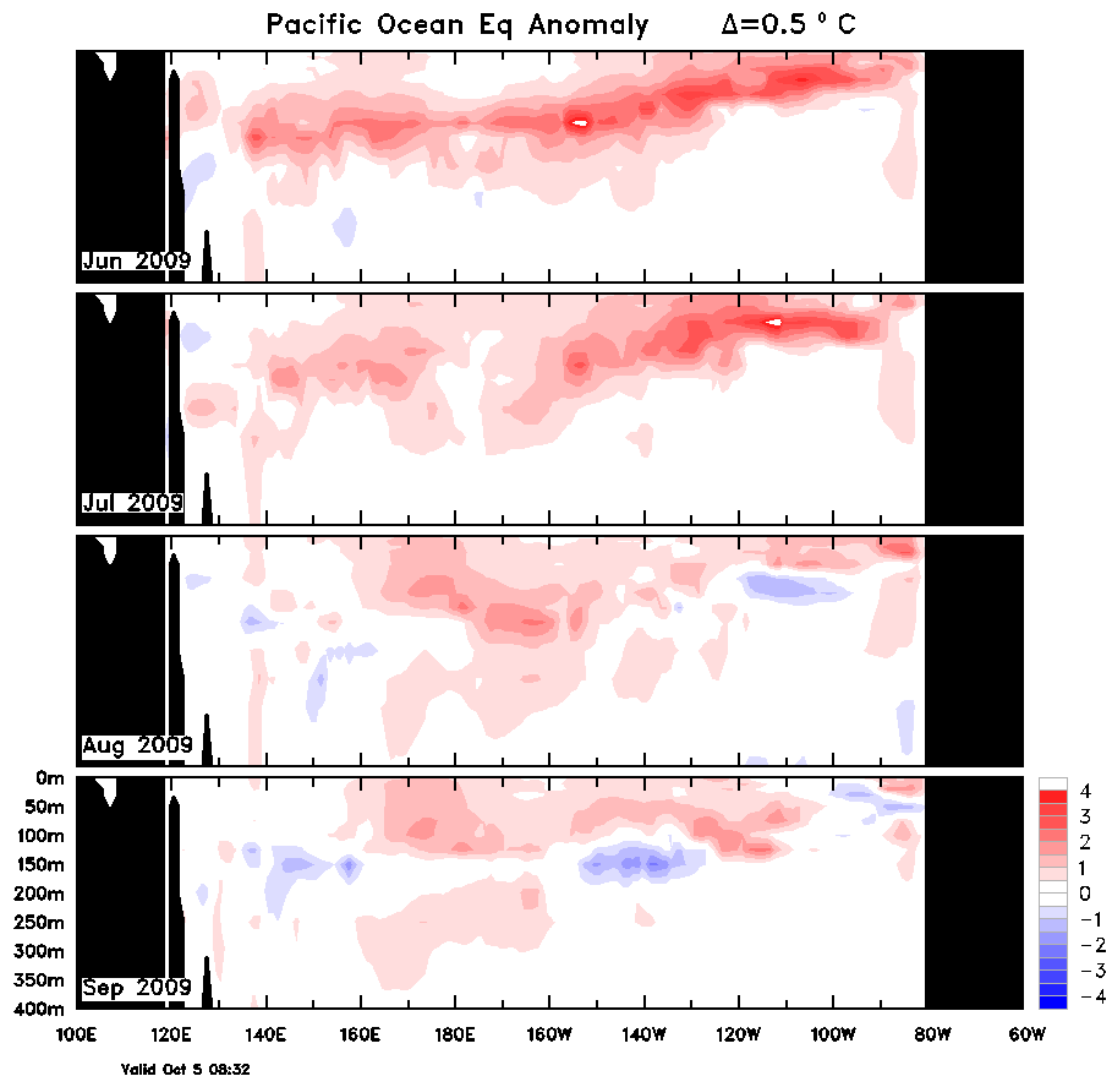 Pacific Ocean Eq Anomaly Δ=0.5 °C
Jun 2009
Jul 2009
Aug 2009
Sep 2009
0m
50m
100m
150m
200m
250m
300m
350m
400m
4
3
2
1
0
-1
-2
-3
-4
100E 120E 140E 160E 180E 160W 140W 120W 100W 80W 60W
Valid Oct 5 08:32